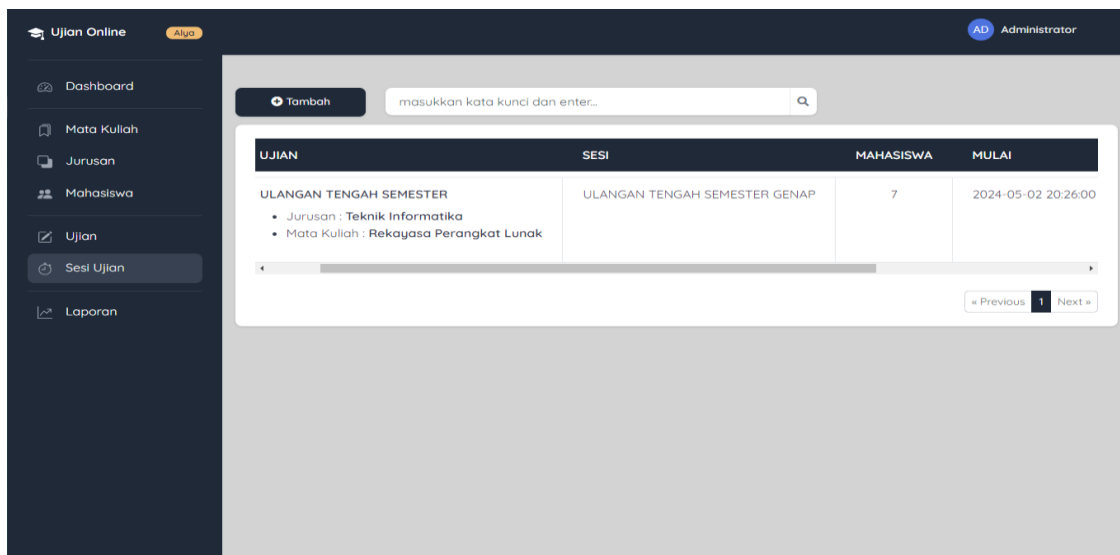 Ujian Online
Alya
AD Administrator
Dashboard
Mata Kuliah
Jurusan
Mahasiswa
Ujian
Sesi Ujian
Laporan
Tambah
masukkan kata kunci dan enter...
UJIAN SESI MAHASISWA MULAI
ULANGAN TENGAH SEMESTER ULANGAN TENGAH SEMESTER GENAP 7 2024-05-02 20:26:00
• Jurusan : Teknik Informatika
• Mata Kuliah : Rekayasa Perangkat Lunak
« Previous 1 Next »